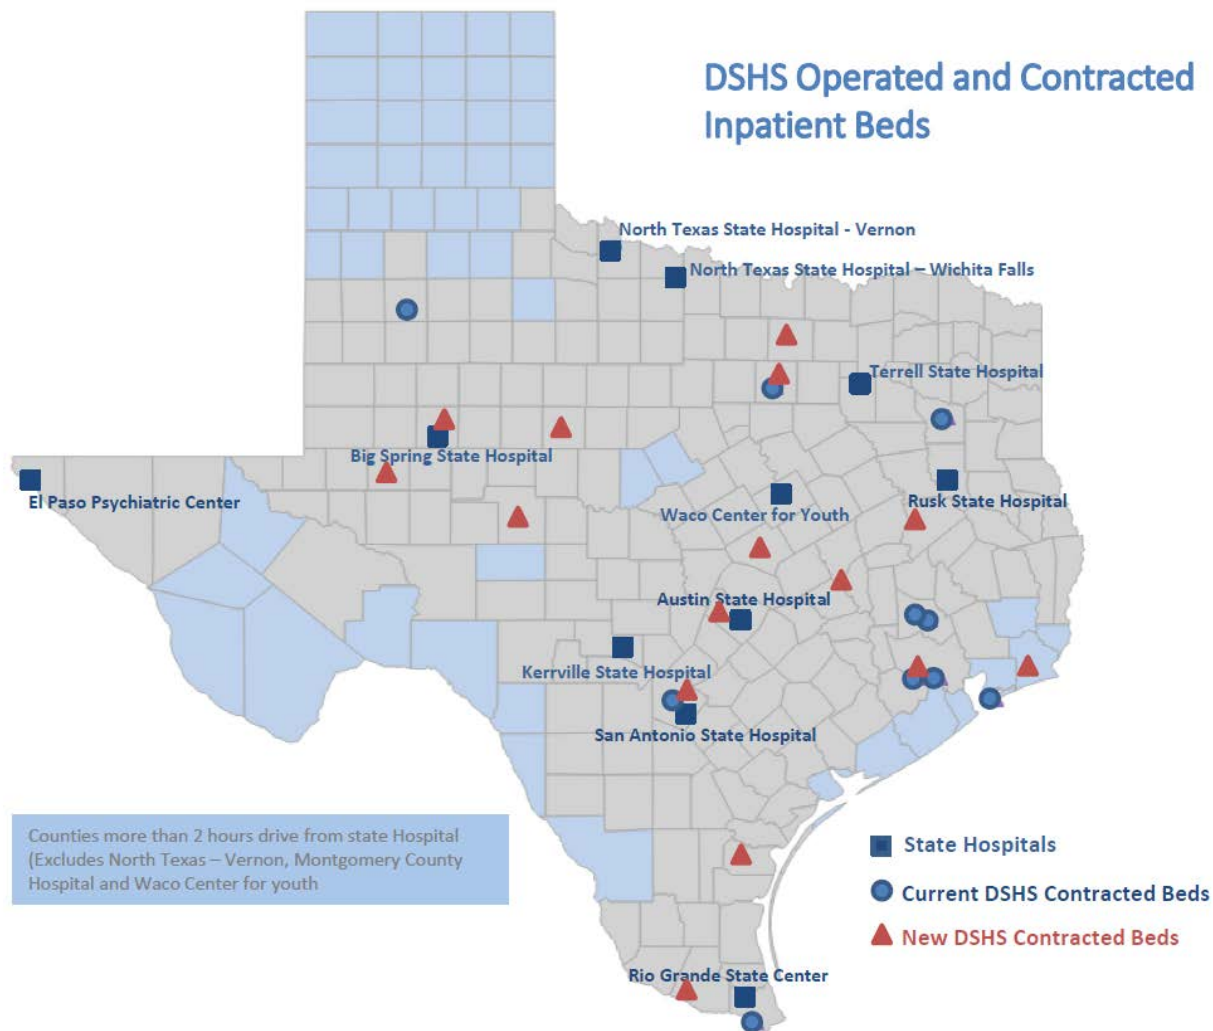 DSHS Operated and Contracted
Inpatient Beds
North Texas State Hospital - Vernon
North Texas State Hospital – Wichita Falls
Terrell State Hospital
Big Spring State Hospital
El Paso Psychiatric Center
Rusk State Hospital
Waco Center for Youth
Austin State Hospital
Kerrville State Hospital
San Antonio State Hospital
Counties more than 2 hours drive from state Hospital
(Excludes North Texas – Vernon, Montgomery County
Hospital and Waco Center for youth
State Hospitals
Current DSHS Contracted Beds
New DSHS Contracted Beds
Rio Grande State Center